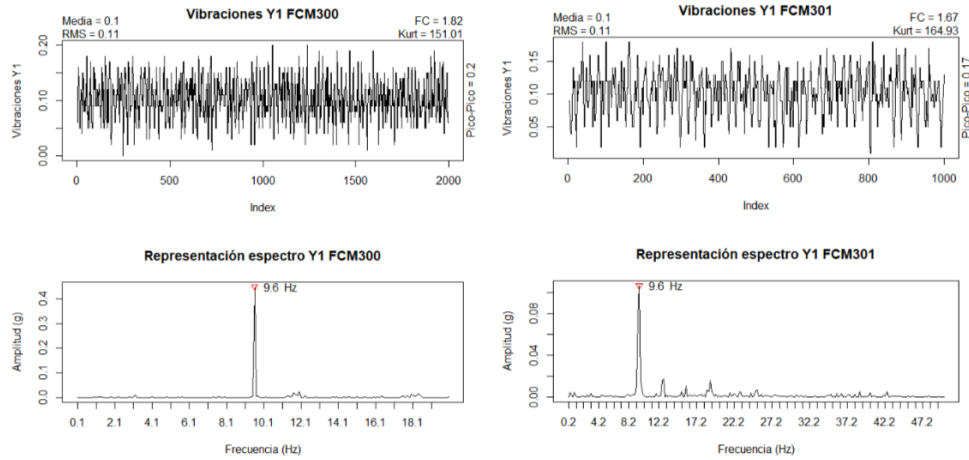 Vibraciones Y1 FCM300
Media = 0.1
RMS = 0.11
FC = 1.82
Kurt = 151.01
Vibraciones Y1
0.20
0.10
0.00
Pico-Pico = 0.2
0 500 1000 1500 2000
Index
Vibraciones Y1 FCM301
Media = 0.1
RMS = 0.11
FC = 1.67
Kurt = 164.93
Vibraciones Y1
0.15
0.10
0.05
Pico-Pico = 0.17
0 200 400 600 800 1000
Index
Representación espectro Y1 FCM300
9.6 Hz
Amplitud (g)
0.4
0.3
0.2
0.1
0.0
0.1 2.1 4.1 6.1 8.1 10.1 12.1 14.1 16.1 18.1
Frecuencia (Hz)
Representación espectro Y1 FCM301
9.6 Hz
Amplitud (g)
0.08
0.04
0.00
0.2 4.2 8.2 12.2 17.2 22.2 27.2 32.2 37.2 42.2 47.2
Frecuencia (Hz)